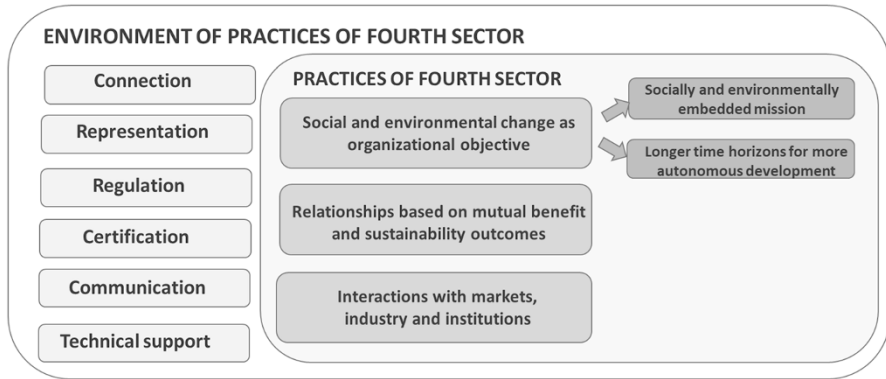 ENVIRONMENT OF PRACTICES OF FOURTH SECTOR
Connection
Representation
Regulation
Certification
Communication
Technical support
PRACTICES OF FOURTH SECTOR
Social and environmental change as
organizational objective
Socially and environmentally
embedded mission
Longer time horizons for more
autonomous development
Relationships based on mutual benefit
and sustainability outcomes
Interactions with markets,
industry and institutions